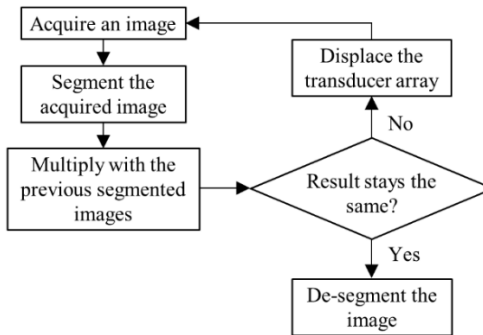 Acquire an image
Segment the
acquired image
Multiply with the
previous segmented
images
Result stays the
same?
No
Displace the
transducer array
Yes
De-segment the
image